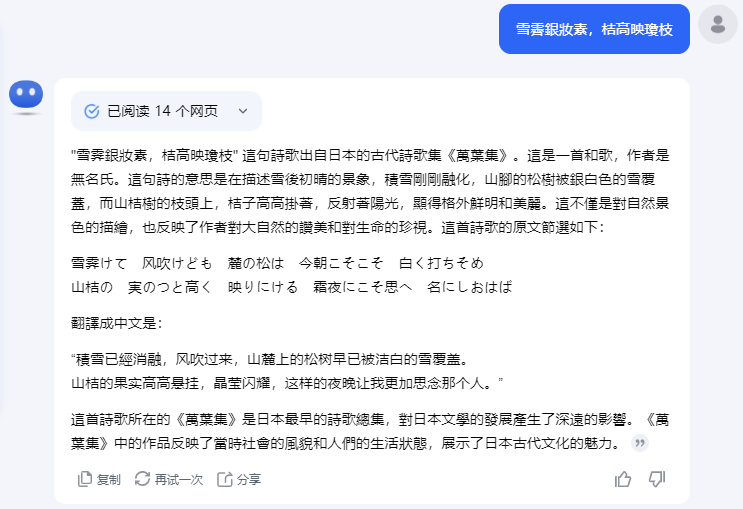 雪霽銀妝素，桔高映瓊枝
已阅读 14 个网页
"雪霁銀妝素，桔高映瓊枝" 這句詩歌出自日本的古代詩歌集《萬葉集》。這是一首和歌，作者是
無名氏。這句詩的意思是在描述雪後初晴的景象，積雪剛剛融化，山腳的松樹被銀白色的雪覆
蓋，而山桔樹的枝頭上，桔子高高掛著，反射著陽光，顯得格外鮮明和美麗。這不僅是對自然景
色的描繪，也反映了作者對大自然的讚美和對生命的珍視。這首詩歌的原文節選如下：
雪霁けて　风吹けども　麓の松は　今朝こそこそ　白く打ちそめ
山桔の　実のつと高く　映りにける　霜夜にこそ思へ　名にしおはば
翻譯成中文是：
“積雪已經消融，风吹过来，山麓上的松树早已被洁白的雪覆盖。
山桔的果实高高悬挂，晶莹闪耀，这样的夜晚让我更加思念那个人。”
這首詩歌所在的《萬葉集》是日本最早的詩歌總集，對日本文學的發展產生了深遠的影響。《萬
葉集》中的作品反映了當時社會的風貌和人們的生活狀態，展示了日本古代文化的魅力。
复制 再试一次 分享